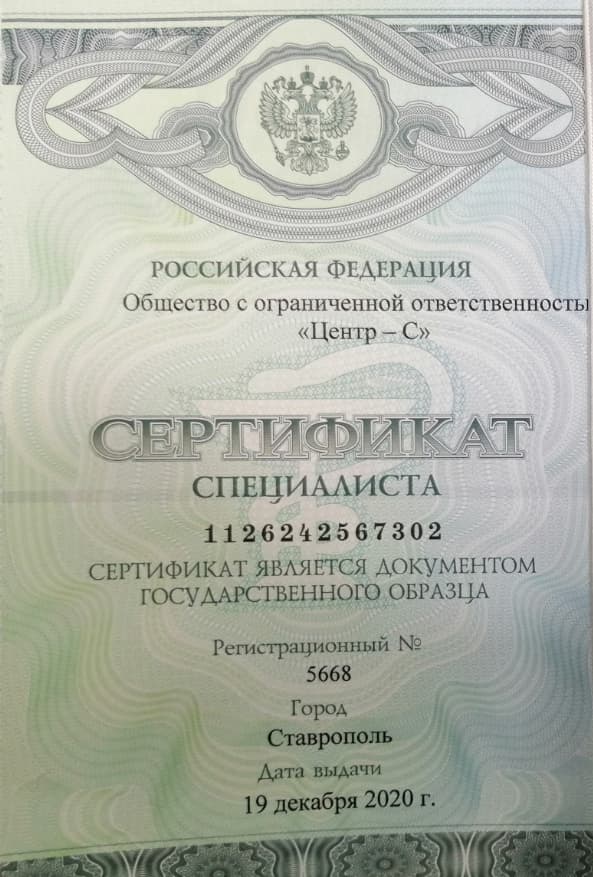 РОССИЙСКАЯ ФЕДЕРАЦИЯ
Общество с ограниченной ответственность
«Центр – С»
СЕРТИФИКАТ
СПЕЦИАЛИСТА
1126242567302
СЕРТИФИКАТ ЯВЛЯЕТСЯ ДОКУМЕНТОМ
ГОСУДАРСТВЕННОГО ОБРАЗЦА
Регистрационный №
5668
Город
Ставрополь
Дата выдачи
19 декабря 2020 г.